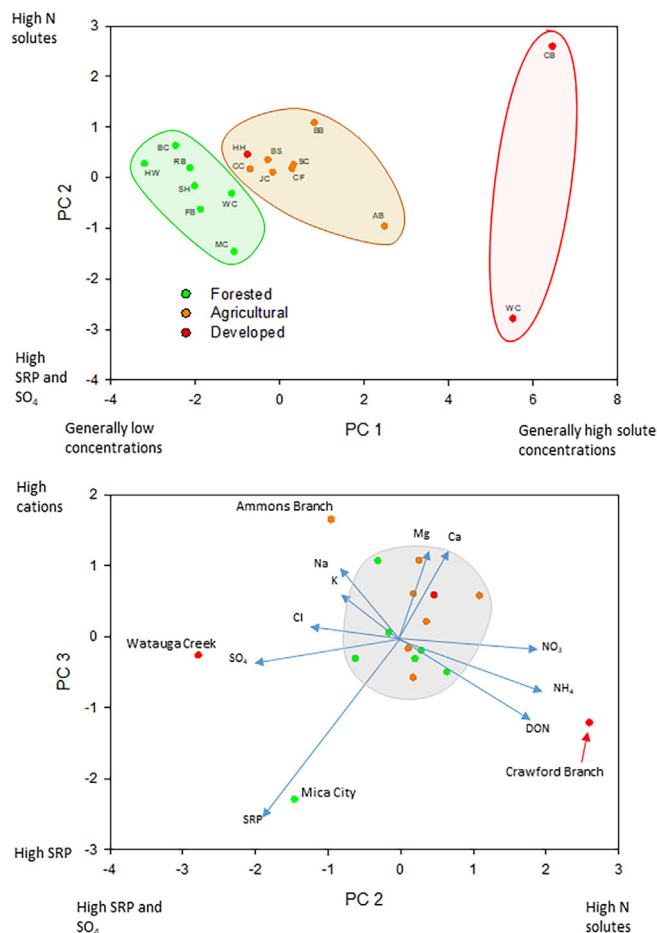 High N
solutes
3
2
1
0
-1
-2
-3
-4
PC 2
CB
BB
BC
HH
BS
RB
CC
SC
HW
JC
CF
SH
WC
FB
AB
MC
WC
Forested
Agricultural
Developed
High
SRP and
SO4
-4 -2 0 2 4 6 8
Generally low
concentrations
PC 1
Generally high solute
concentrations
High
cations
2
1
0
-1
-2
-3
PC 3
Ammons Branch
Mg Ca
Na
K
Cl
Watauga Creek
SO4
NO3
NH4
DON
Crawford Branch
Mica City
SRP
High SRP
-4 -3 -2 -1 0 1 2 3
PC 2
High SRP and
SO4
High N
solutes